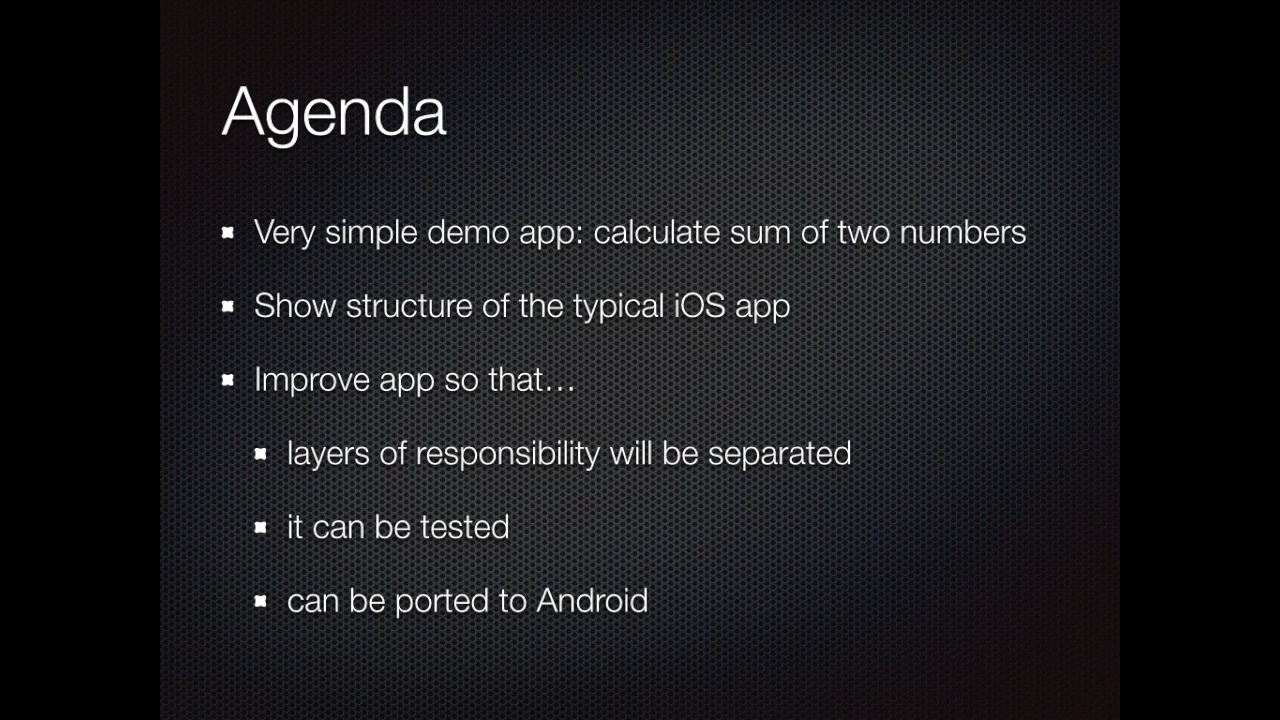 Agenda
Very simple demo app: calculate sum of two numbers
Show structure of the typical iOS app
Improve app so that…
layers of responsibility will be separated
it can be tested
can be ported to Android